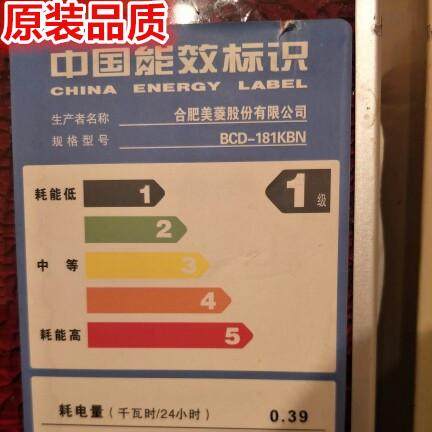 原装品质
中国能效标识
CHINA ENERGY LABEL
生产者名称 合肥美菱股份有限公司
规格型号 BCD-181KBN
耗能低 1 1级
2
中等 3
4
耗能高 5
耗电量（千瓦时/24小时） 0.39